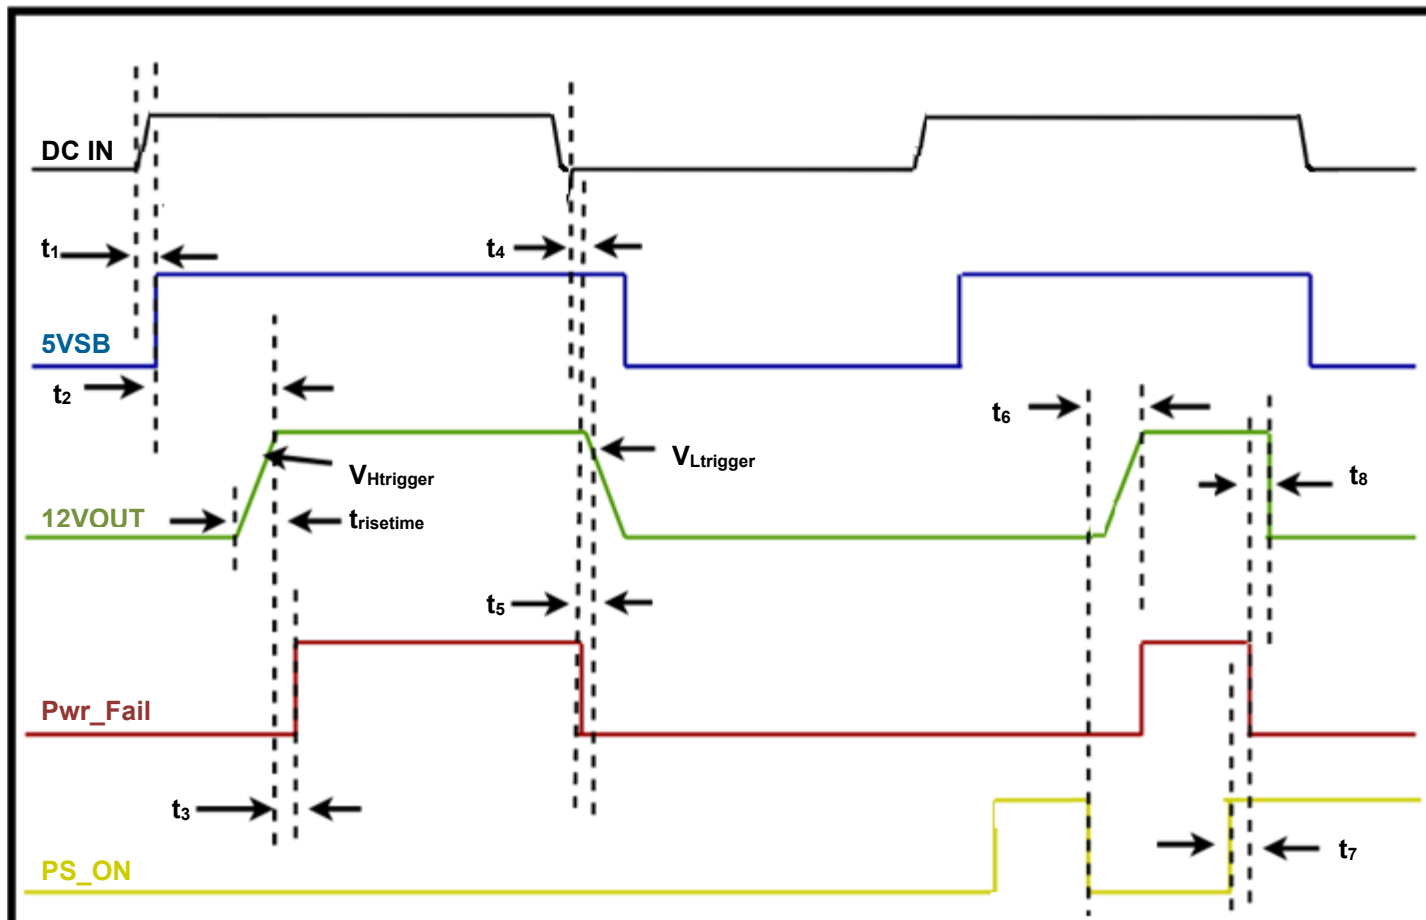 DC IN
t1
t4
5VSB
t2
t6
VHtrigger
VLtrigger
t8
12VOUT
trisetime
t5
Pwr_Fail
t3
t7
PS_ON